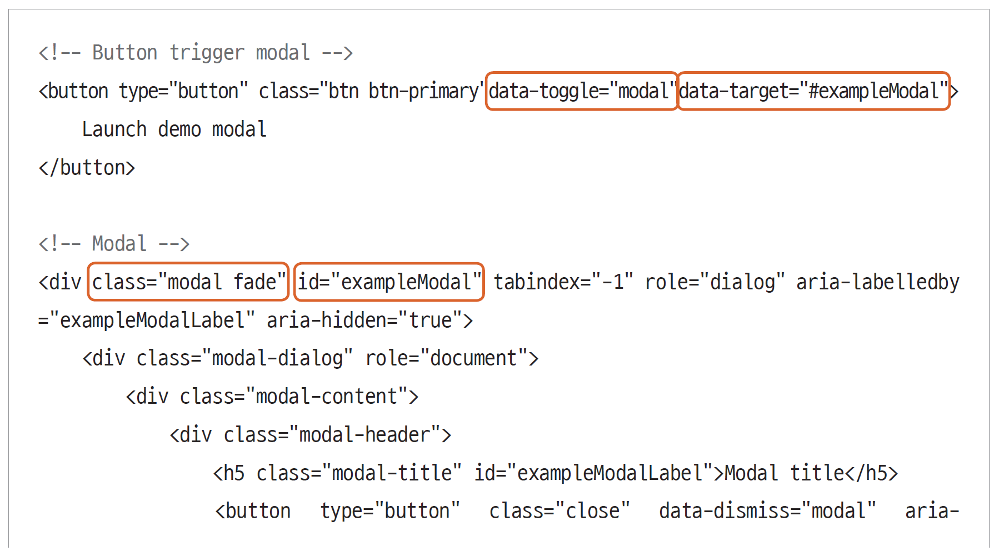 <!-- Button trigger modal -->
<button type="button" class="btn btn-primary" data-toggle="modal" data-target="#exampleModal">
Launch demo modal
</button>
<!-- Modal -->
<div class="modal fade" id="exampleModal" tabindex="-1" role="dialog" aria-labelledby
="exampleModalLabel" aria-hidden="true">
<div class="modal-dialog" role="document">
<div class="modal-content">
<div class="modal-header">
<h5 class="modal-title" id="exampleModalLabel">Modal title</h5>
<button type="button" class="close" data-dismiss="modal" aria-